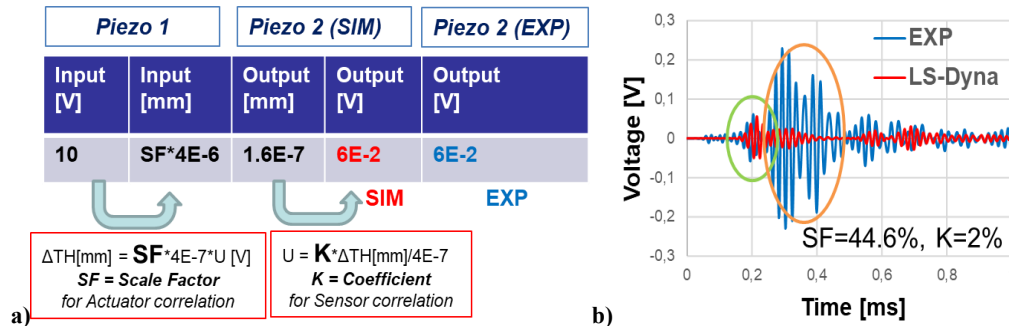 Piezo 1
Piezo 2 (SIM)
Piezo 2 (EXP)
Input [V]
Input [mm]
Output [mm]
Output [V]
Output [V]
10
SF*4E-6
1.6E-7
6E-2
6E-2
SIM
EXP
ΔTH[mm] = SF*4E-7*U [V]
SF = Scale Factor
for Actuator correlation
U = K*ΔTH[mm]/4E-7
K = Coefficient
for Sensor correlation
a)
b)
Voltage [V]
0,3
0,2
0,1
0
-0,1
-0,2
-0,3
EXP
LS-Dyna
SF=44.6%, K=2%
0
0,2
0,4
0,6
0,8
Time [ms]